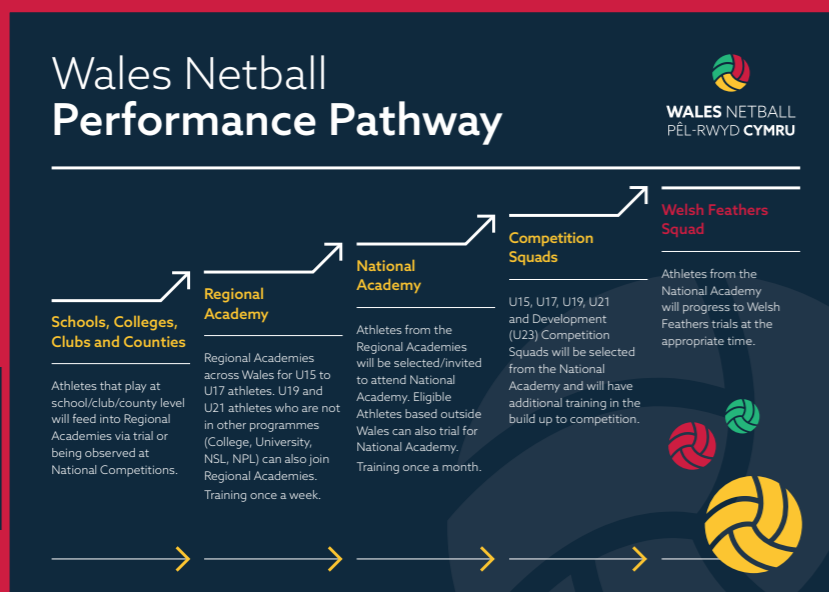 Wales Netball
Performance Pathway
WALES NETBALL
PÊL-RWYD CYMRU
Schools, Colleges,
Clubs and Counties
Athletes that play at
school/club/county level
will feed into Regional
Academies via trial or
being observed at
National Competitions.
Regional
Academy
Regional Academies
across Wales for U15 to
U17 athletes. U19 and
U21 athletes who are not
in other programmes
(College, University,
NSL, NPL) can also join
Regional Academies.
Training once a week.
National
Academy
Athletes from the
Regional Academies
will be selected/invited
to attend National
Academy. Eligible
Athletes based outside
Wales can also trial for
National Academy.
Training once a month.
Competition
Squads
U15, U17, U19, U21
and Development
(U23) Competition
Squads will be selected
from the National
Academy and will have
additional training in the
build up to competition.
Welsh Feathers
Squad
Athletes from the
National Academy
will progress to Welsh
Feathers trials at the
appropriate time.